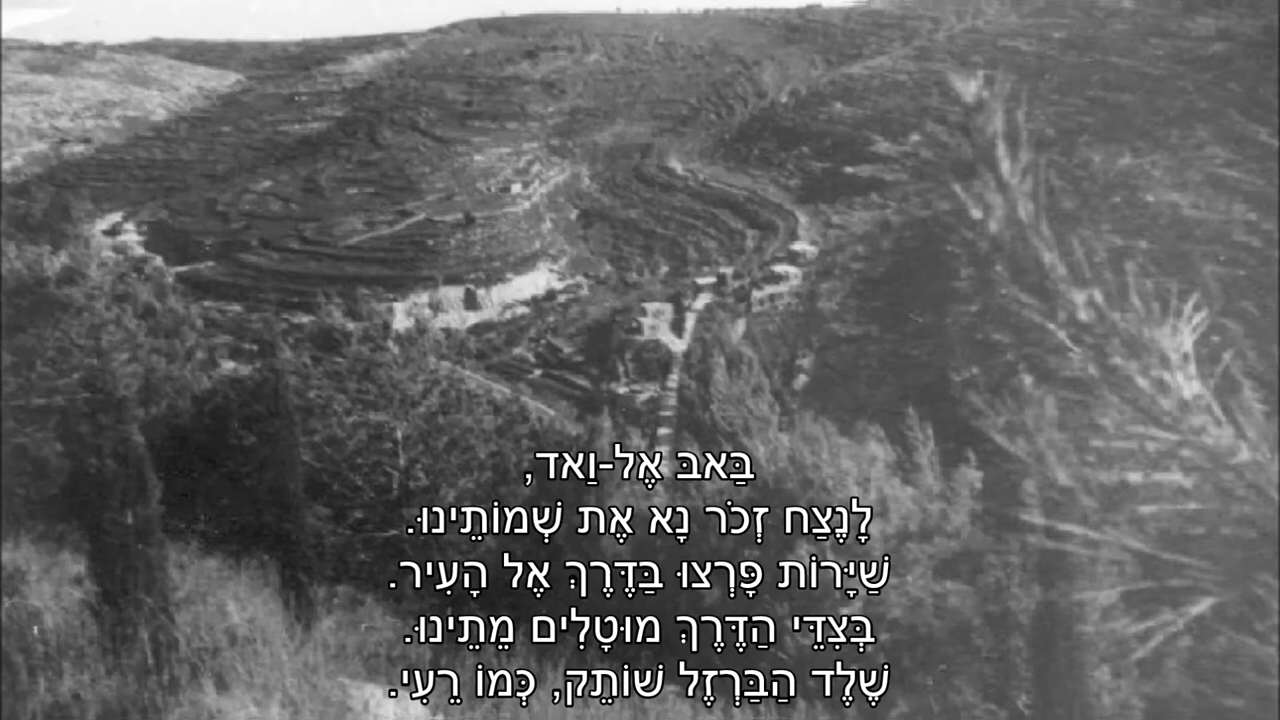 בַּאבּ אֶל-וַאד,
לָנֶצַח זְכֹר נָא אֶת שְׁמוֹתֵינוּ.
שַׁיָּרוֹת פָּרְצוּ בַּדֶּרֶךְ אֶל הָעִיר.
בְּצִדֵּי הַדֶּרֶךְ מוּטָלִים מֵתֵינוּ.
שֶׁלֶד הַבַּרְזֶל שׁוֹתֵק, כְּמוֹ רֵעִי.